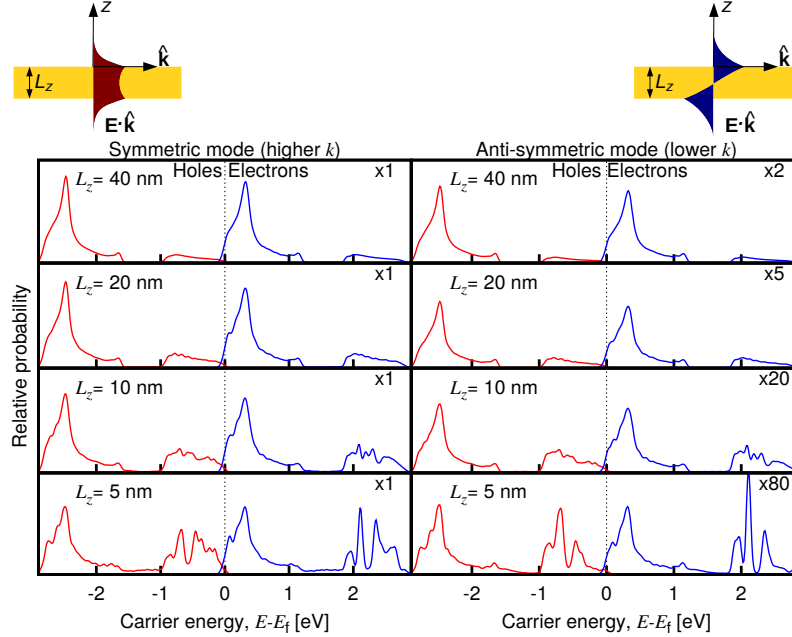 z
z
k̂
k̂
L_z
L_z
E·k̂
E·k̂
Symmetric mode (higher k)
Anti-symmetric mode (lower k)
Holes Electrons
Holes Electrons
L_z= 40 nm
x1
L_z= 40 nm
x2
L_z= 20 nm
x1
L_z= 20 nm
x5
L_z= 10 nm
x1
L_z= 10 nm
x20
L_z= 5 nm
x1
L_z= 5 nm
x80
Relative probability
-2 -1 0 1 2
-2 -1 0 1 2
Carrier energy, E-E_f [eV]
Carrier energy, E-E_f [eV]